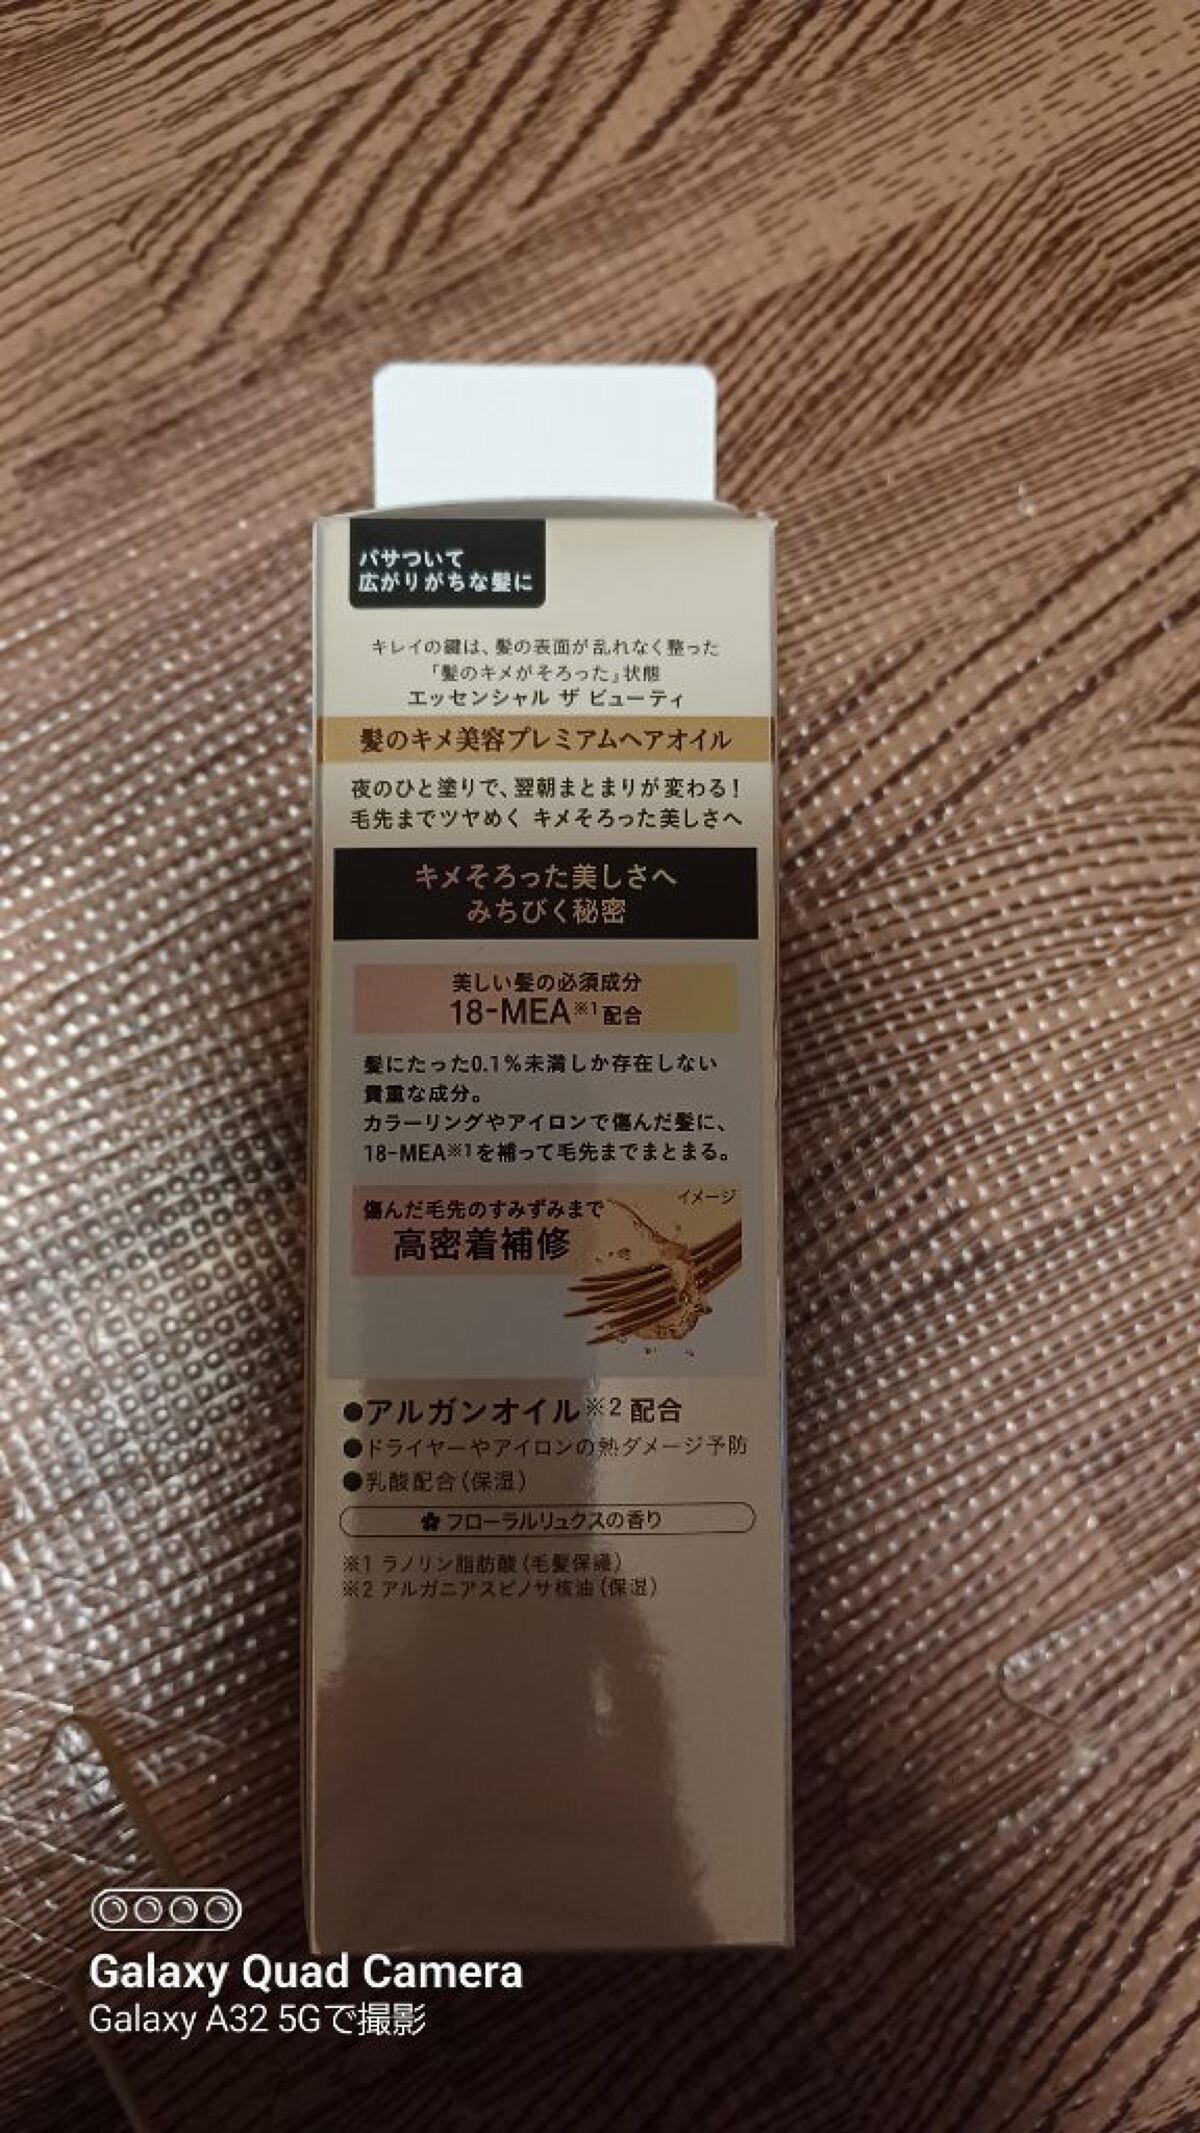 パサついて
広がりがちな髪に
キレイの鍵は、髪の表面が乱れなく整った
「髪のキメがそろった」状態
エッセンシャル ザ ビューティ
髪のキメ美容プレミアムヘアオイル
夜のひと塗りで、翌朝まとまりが変わる！
毛先までツヤめく キメそろった美しさへ
キメそろった美しさへ
みちびく秘密
美しい髪の必須成分
18-MEA※1配合
髪にたった0.1％未満しか存在しない
貴重な成分。
カラーリングやアイロンで傷んだ髪に、
18-MEA※1を補って毛先までまとまる。
イメージ
傷んだ毛先のすみずみまで
高密着補修
●アルガンオイル※2 配合
●ドライヤーやアイロンの熱ダメージ予防
●乳酸配合（保湿）
フローラルリュクスの香り
※1 ラノリン脂肪酸（毛髪保護）
※2 アルガニアスピノサ核油（保湿）
Galaxy Quad Camera
Galaxy A32 5Gで撮影